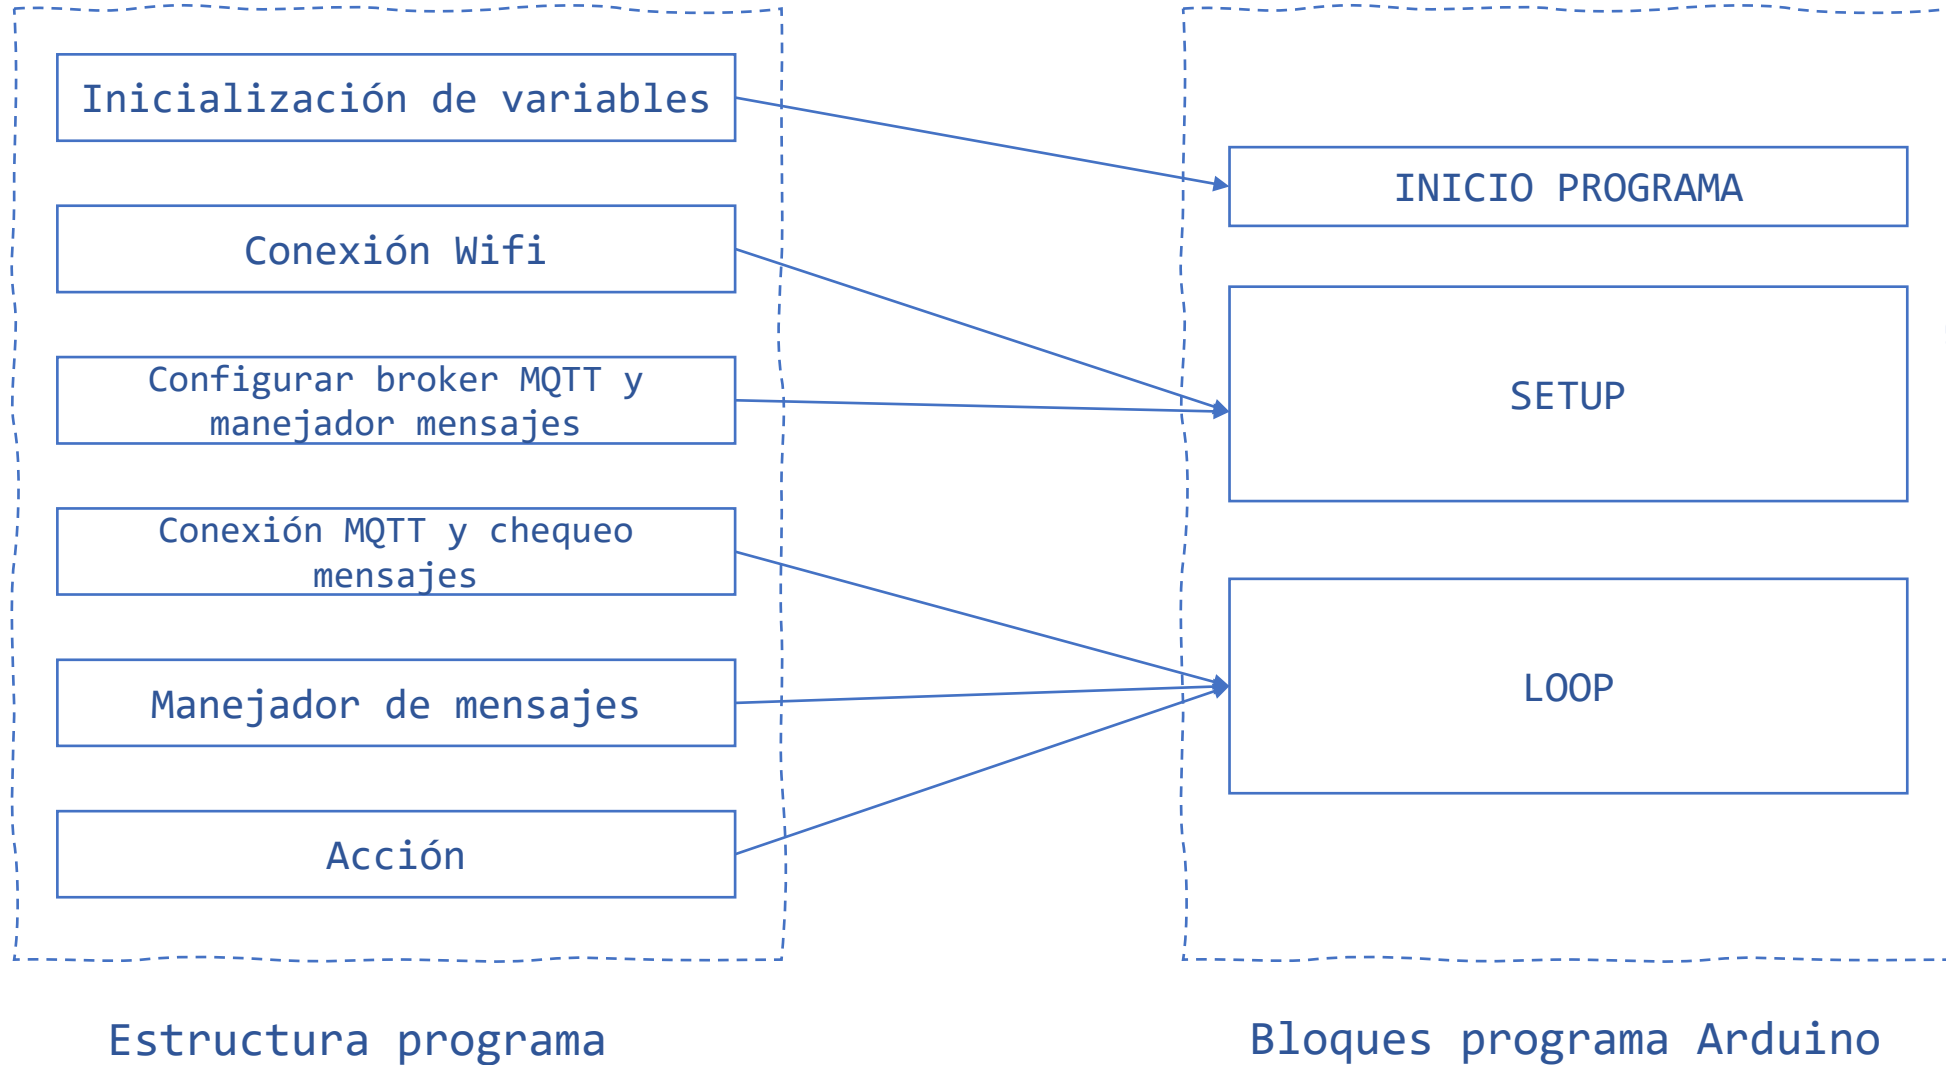 Inicialización de variables
Conexión Wifi
Configurar broker MQTT y
manejador mensajes
Conexión MQTT y chequeo
mensajes
Manejador de mensajes
Acción
Estructura programa
INICIO PROGRAMA
SETUP
LOOP
Bloques programa Arduino